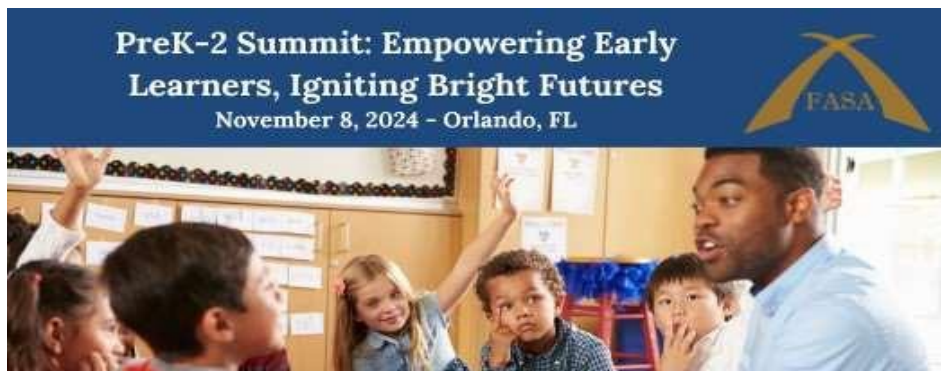 PreK-2 Summit: Empowering Early
Learners, Igniting Bright Futures
November 8, 2024 - Orlando, FL
FASA